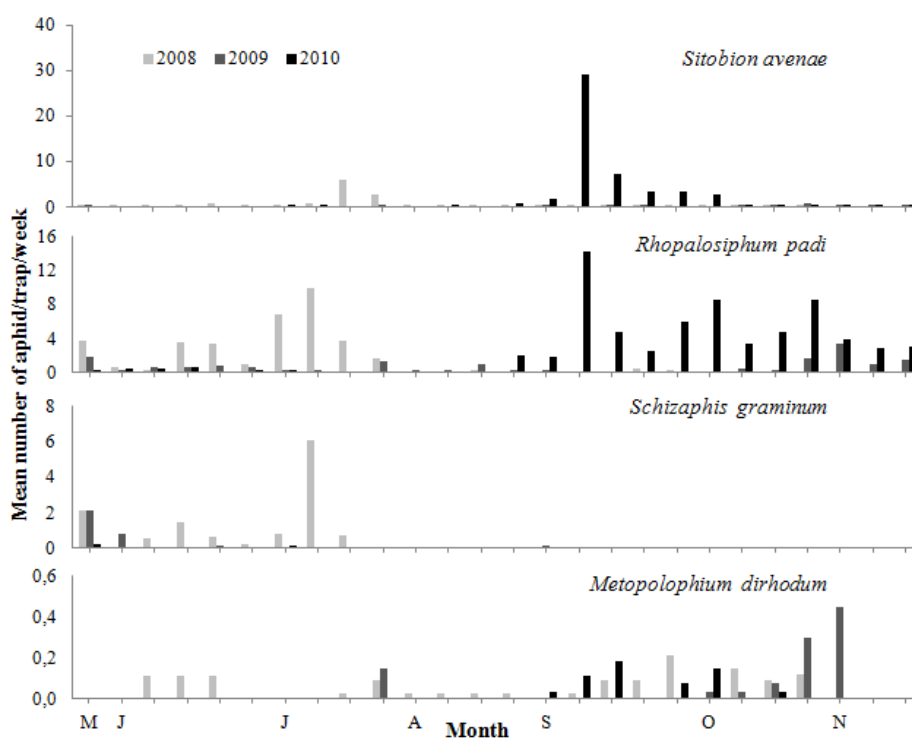 40
2008 2009 2010
Sitobion avenae
30
20
10
0
16
Rhopalosiphum padi
12
8
4
0
Mean number of aphid/trap/week
8
Schizaphis graminum
6
4
2
0
0,6
Metopolophium dirhodum
0,4
0,2
0,0
M J J A S O N
Month